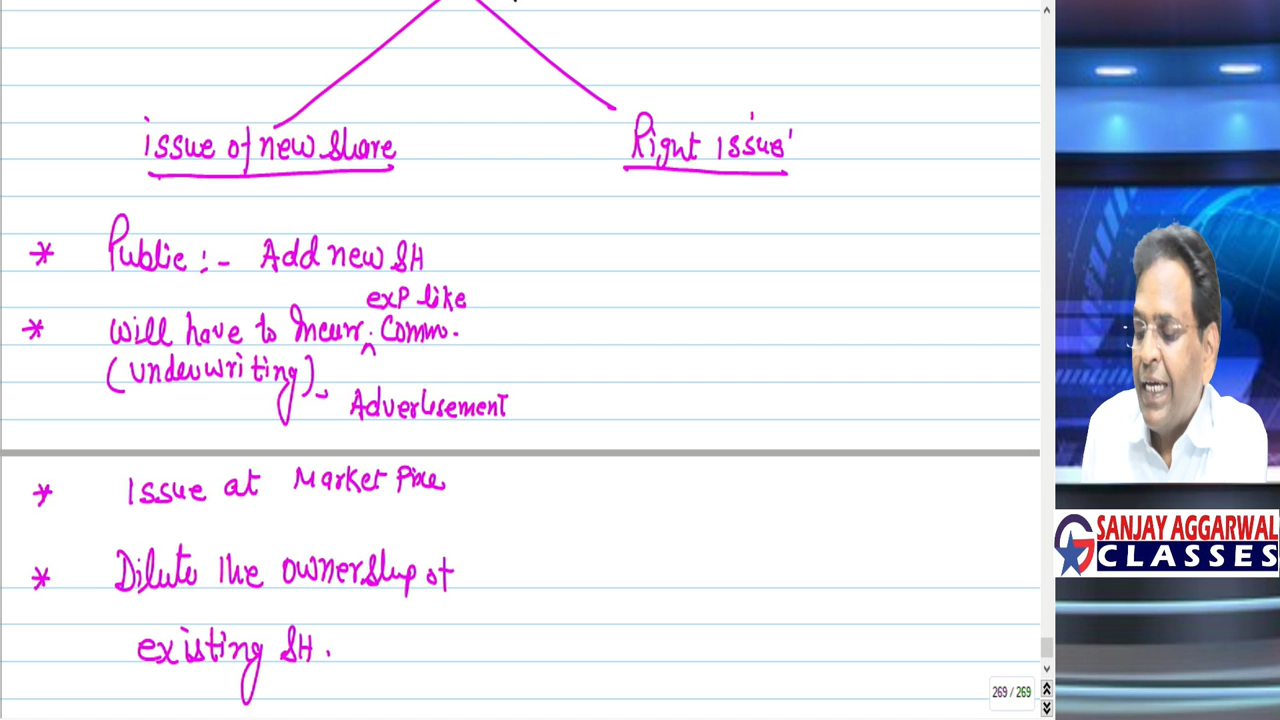 issue of new share
Right issue
* Public :- Add new SH
exp like
* will have to Incurr ^ Comm.
(underwriting),
Advertisement
* Issue at Market Price
* Dilute the ownership of
existing SH.
269 / 269
SANJAY AGGARWAL
CLASSES